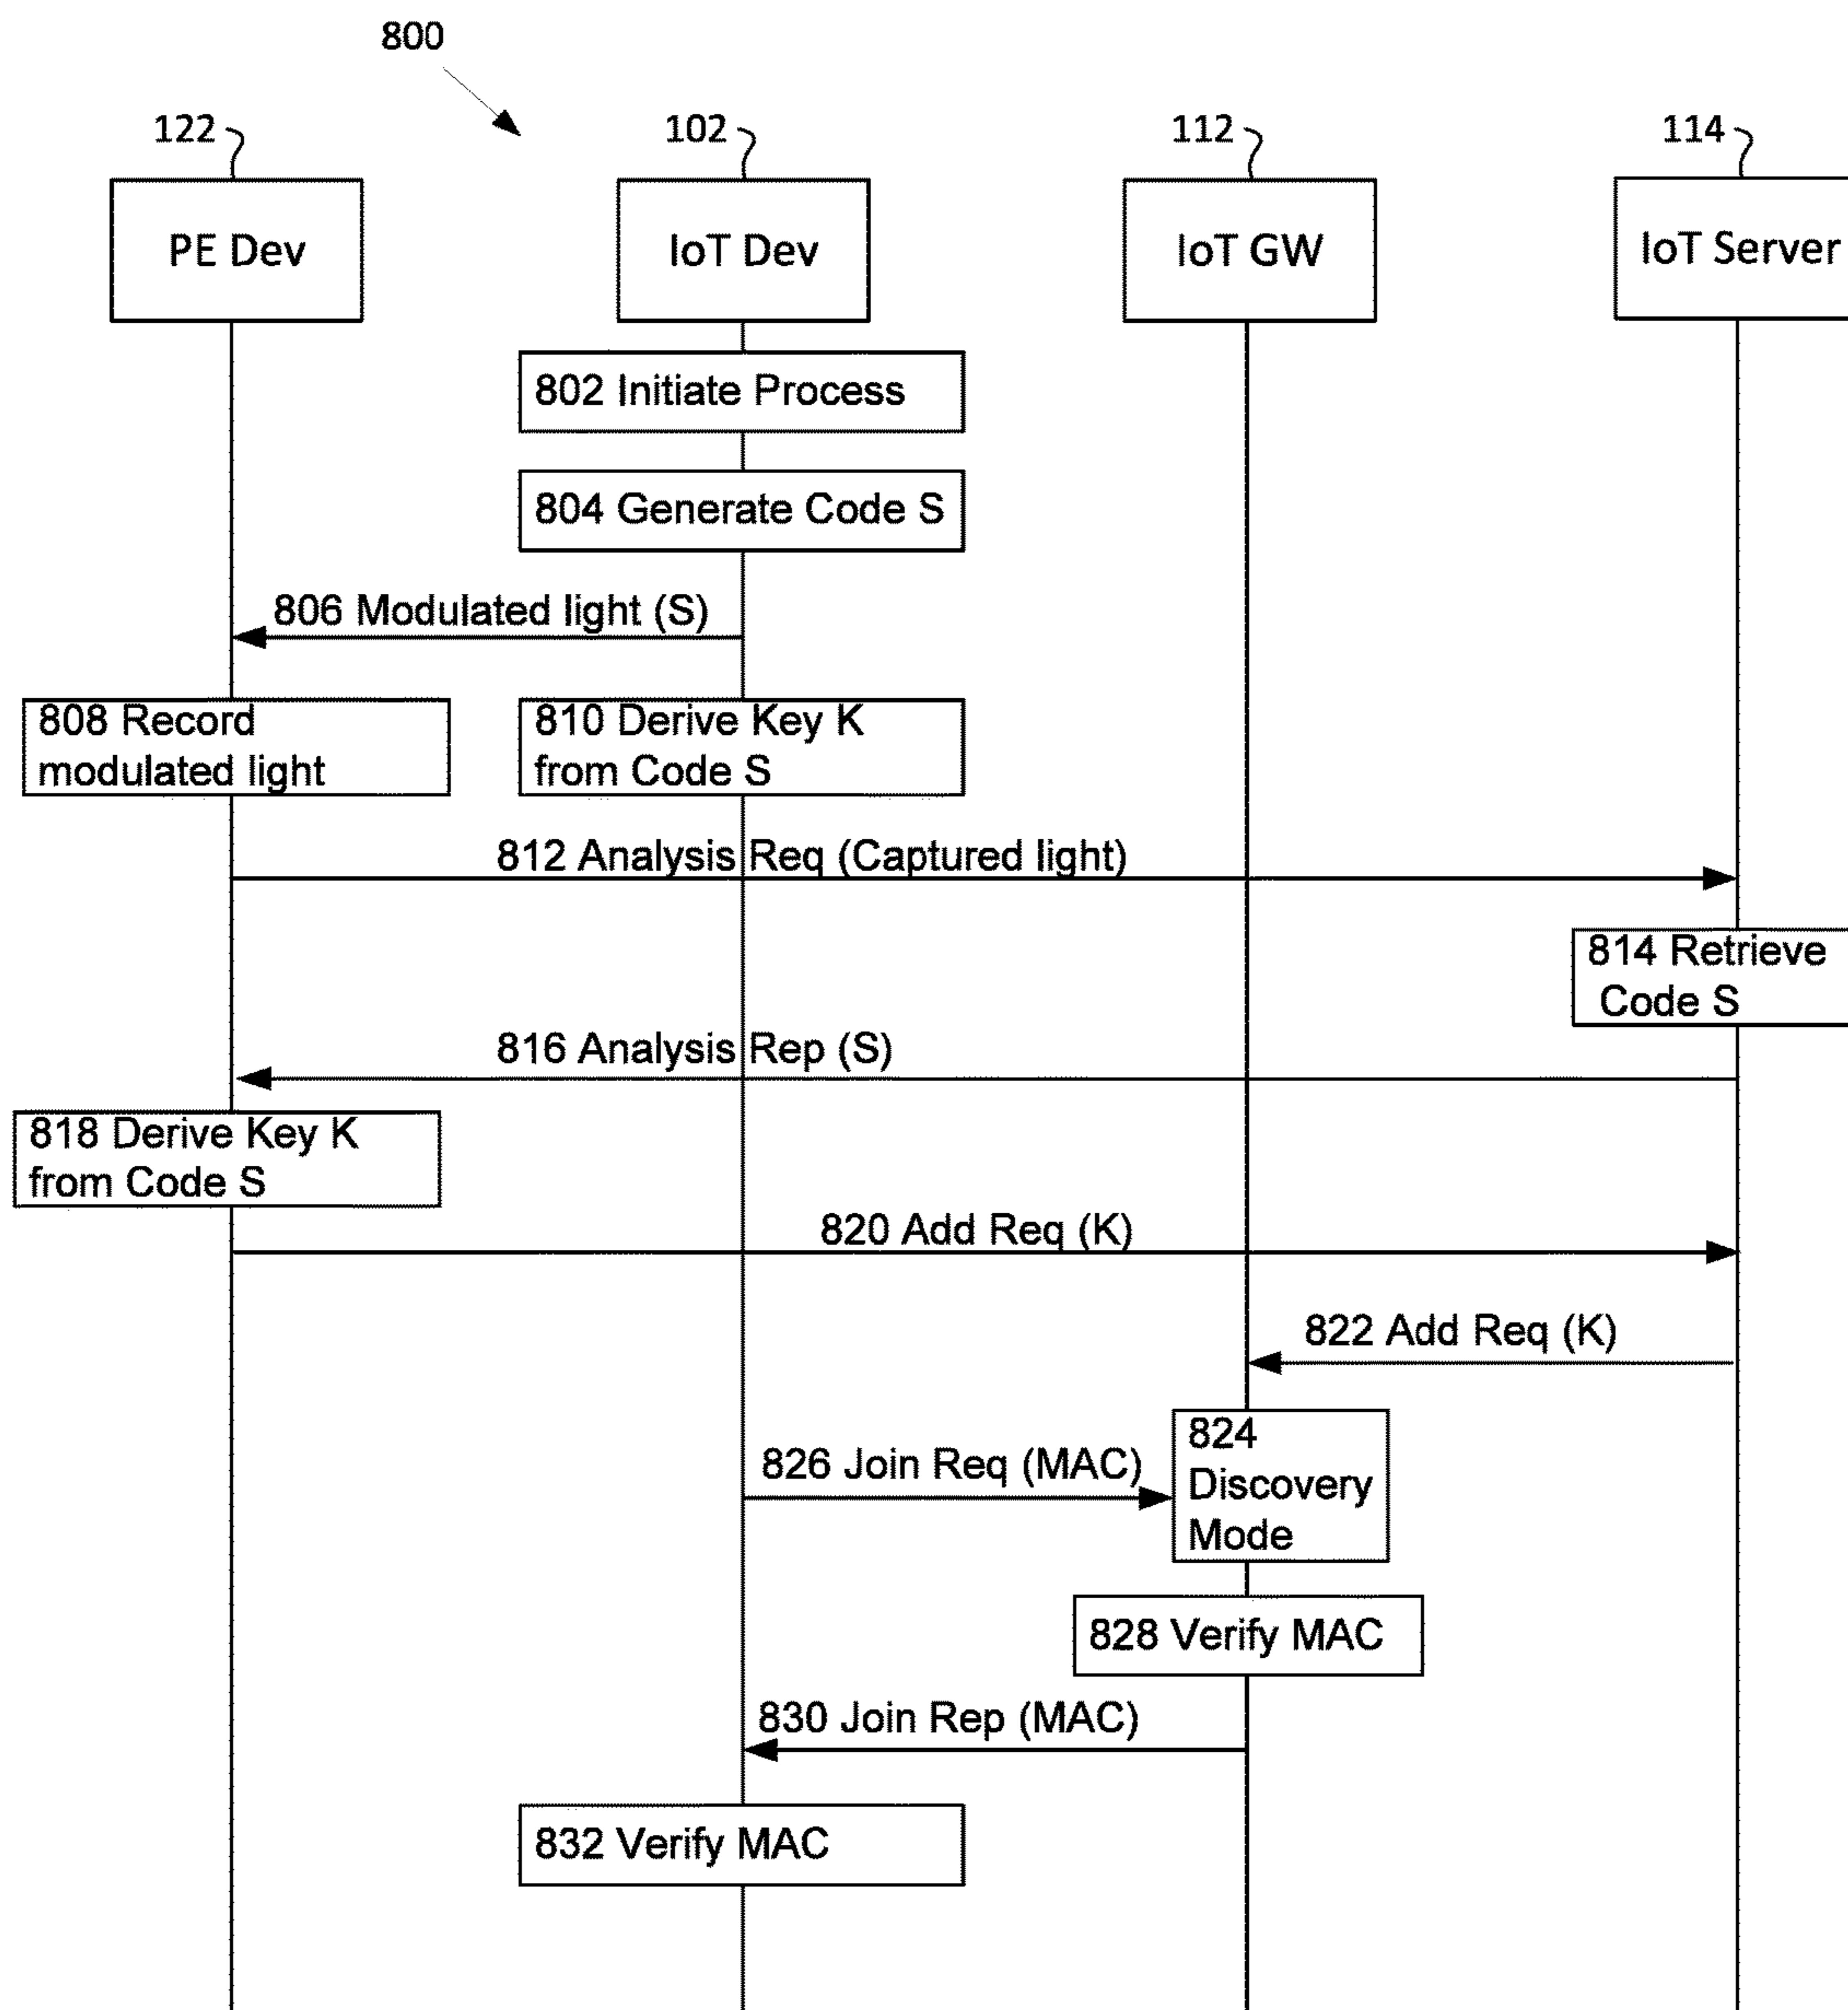 800
122
102
112
114
PE Dev
IoT Dev
IoT GW
IoT Server
802 Initiate Process
804 Generate Code S
806 Modulated light (S)
808 Record
modulated light
810 Derive Key K
from Code S
812 Analysis Req (Captured light)
814 Retrieve
Code S
816 Analysis Rep (S)
818 Derive Key K
from Code S
820 Add Req (K)
822 Add Req (K)
824
Discovery
Mode
826 Join Req (MAC)
828 Verify MAC
830 Join Rep (MAC)
832 Verify MAC